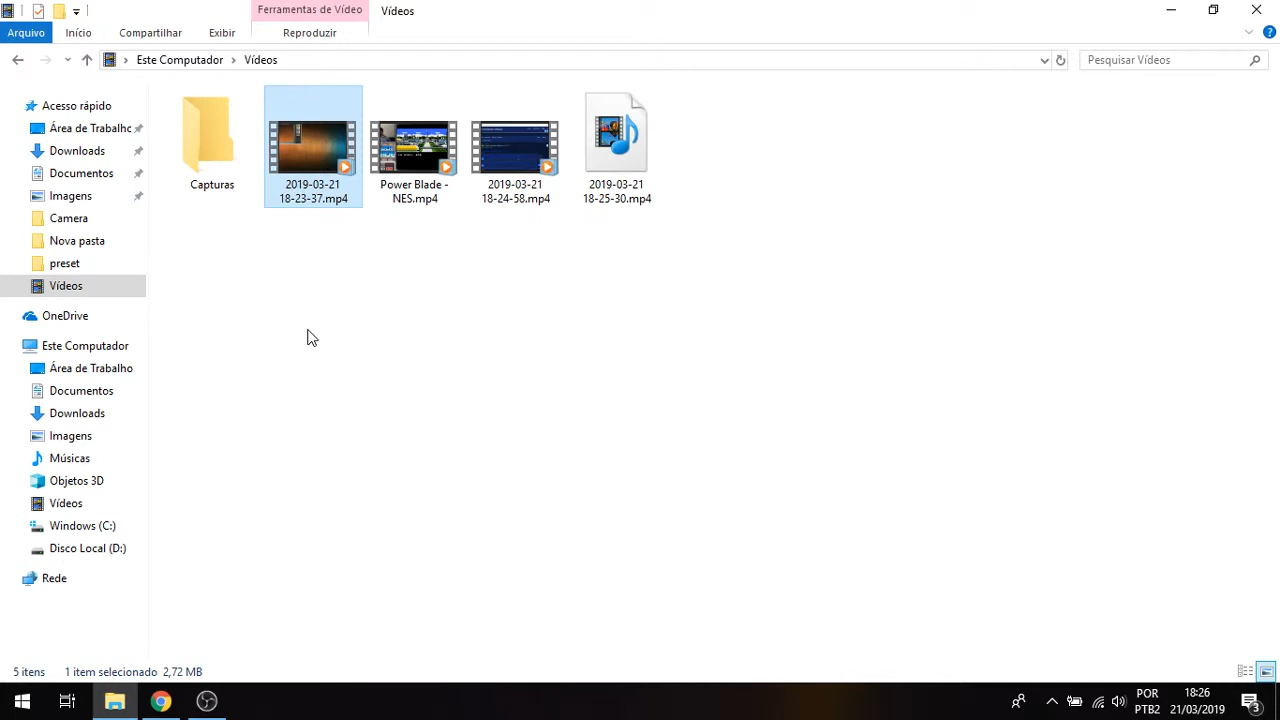 Ferramentas de Vídeo
Vídeos
Arquivo
Início
Compartilhar
Exibir
Reproduzir
Este Computador
Vídeos
Pesquisar Vídeos
Acesso rápido
Área de Trabalhc
Downloads
Documentos
Imagens
Camera
Nova pasta
preset
Vídeos
OneDrive
Este Computador
Área de Trabalho
Documentos
Downloads
Imagens
Músicas
Objetos 3D
Vídeos
Windows (C:)
Disco Local (D:)
Rede
Capturas
2019-03-21
18-23-37.mp4
Power Blade -
NES.mp4
2019-03-21
18-24-58.mp4
2019-03-21
18-25-30.mp4
5 itens
1 item selecionado 2,72 MB
POR
PTB2
18:26
21/03/2019
3